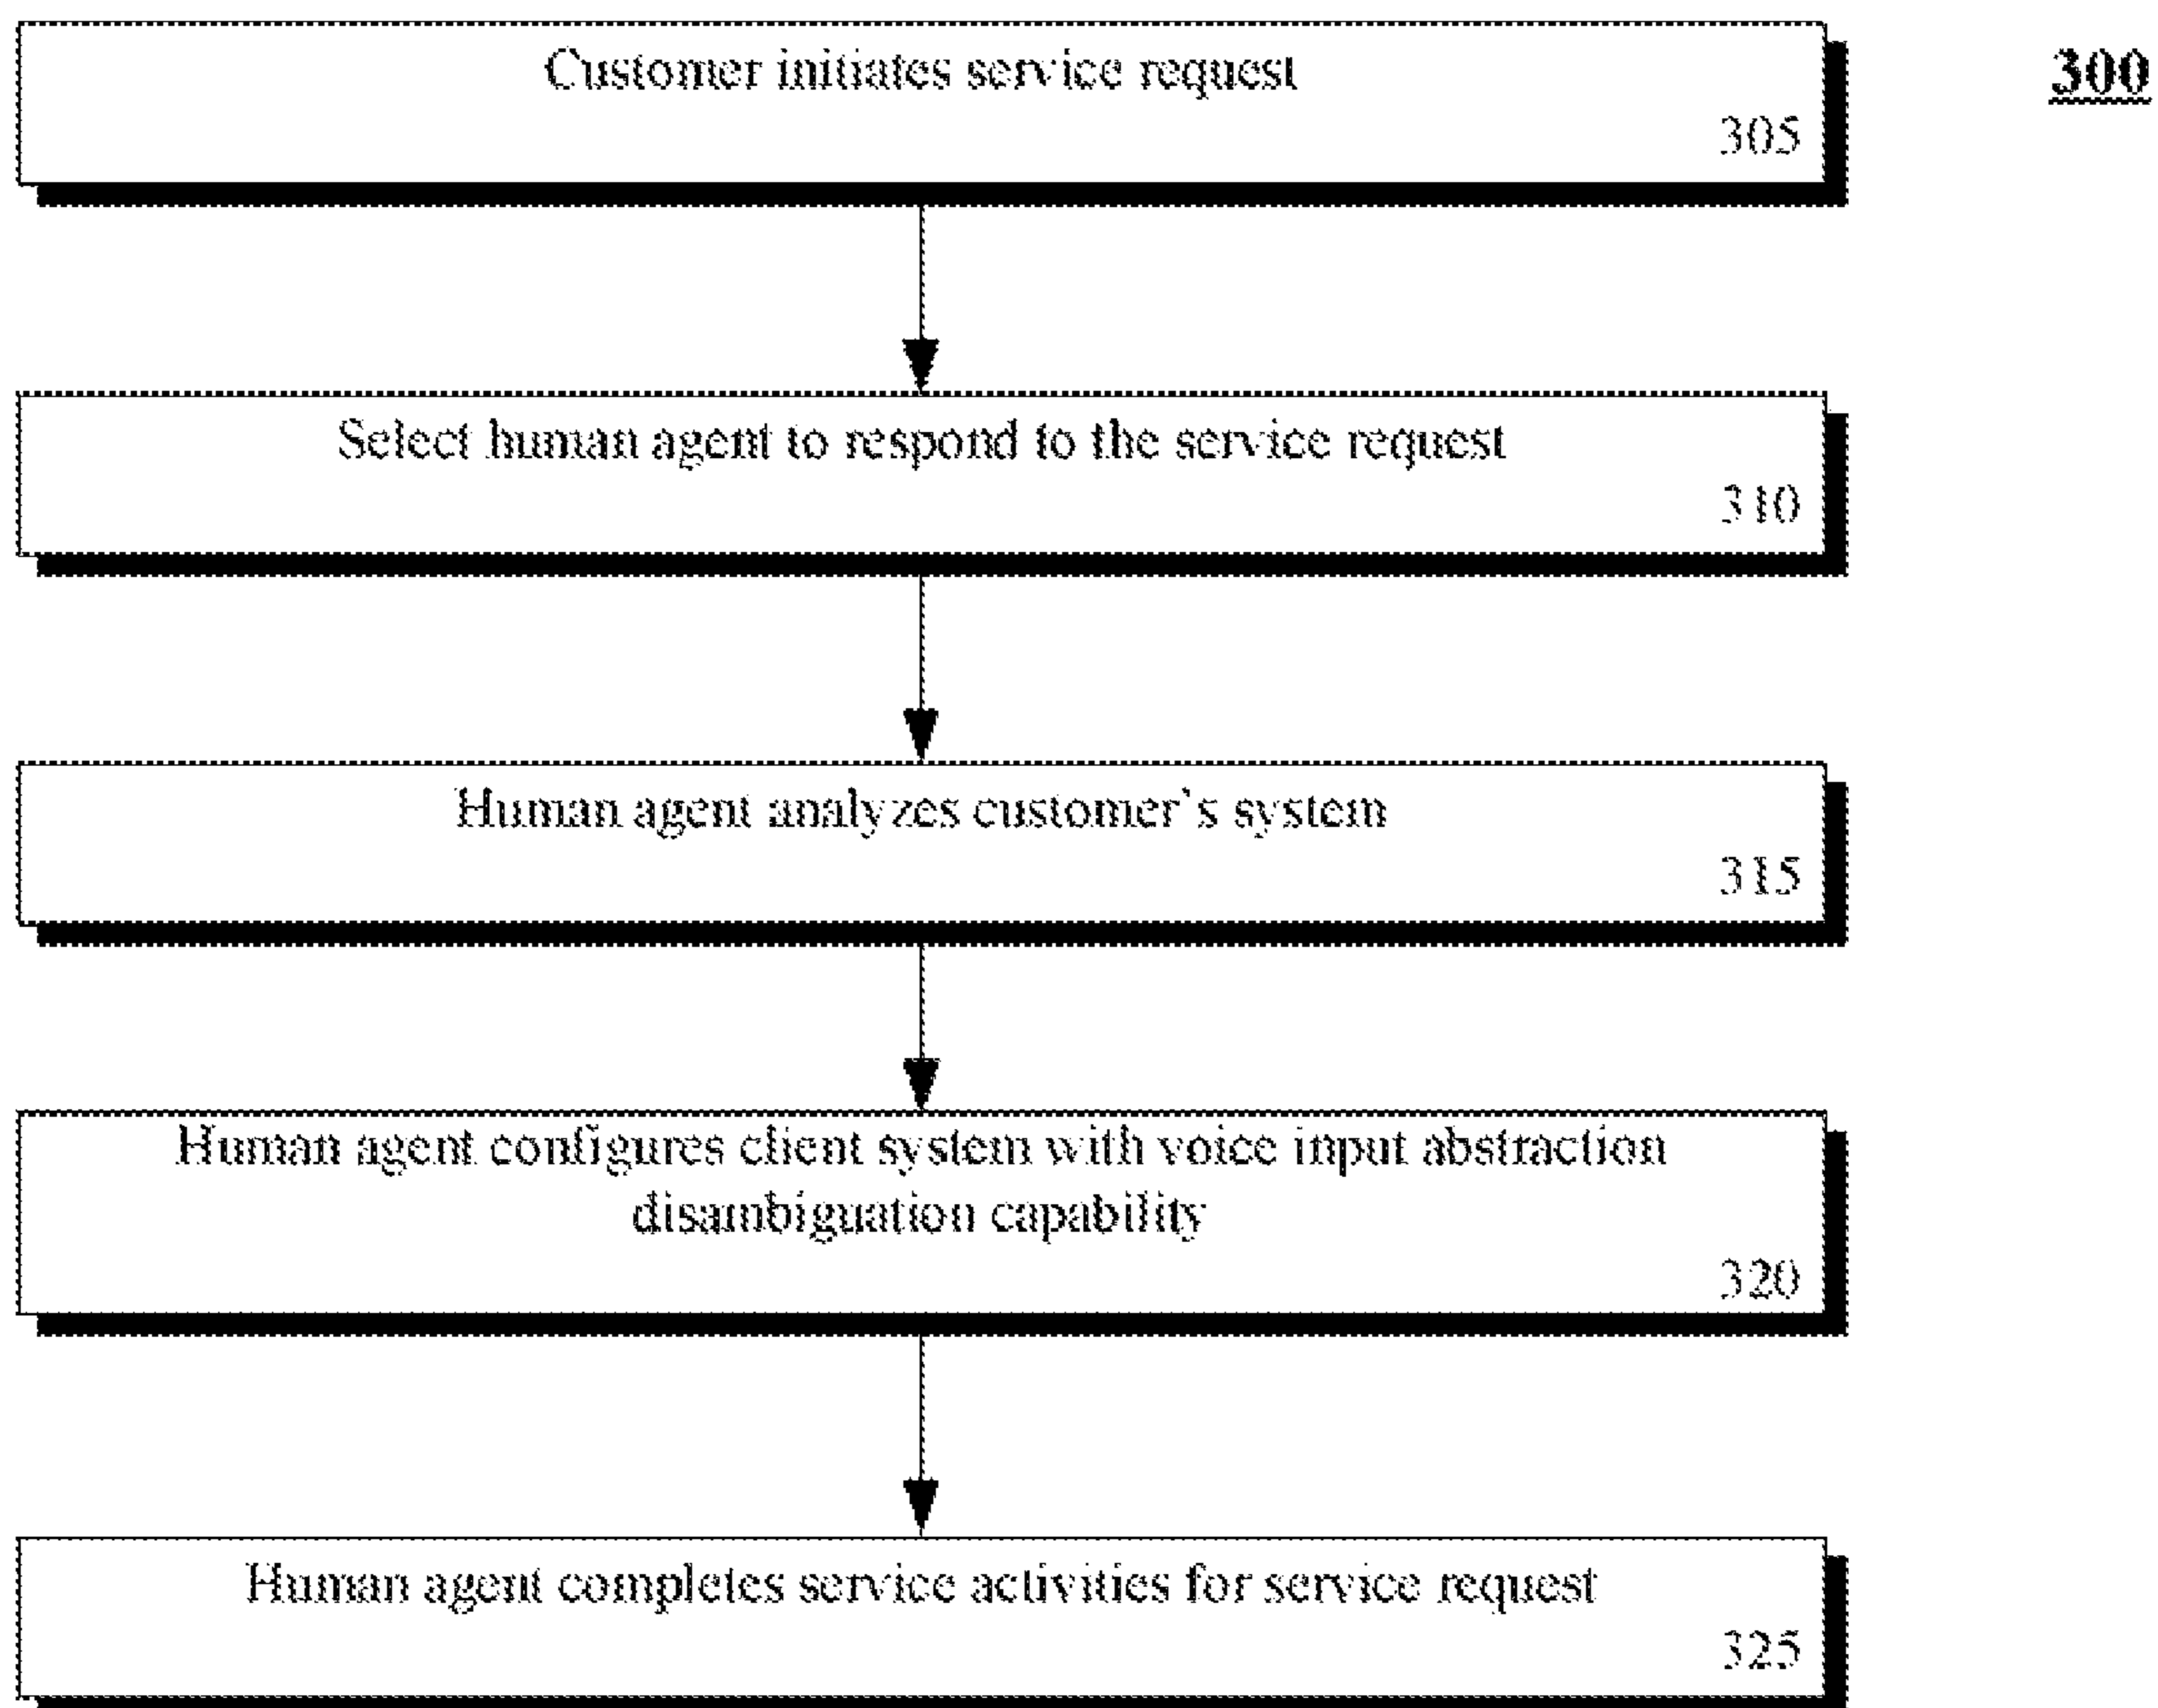 Customer initiates service request
300
305
Select human agent to respond to the service request
310
Human agent analyzes customer's system
315
Human agent configures client system with voice input abstraction
disambiguation capability
320
Human agent completes service activities for service request
325